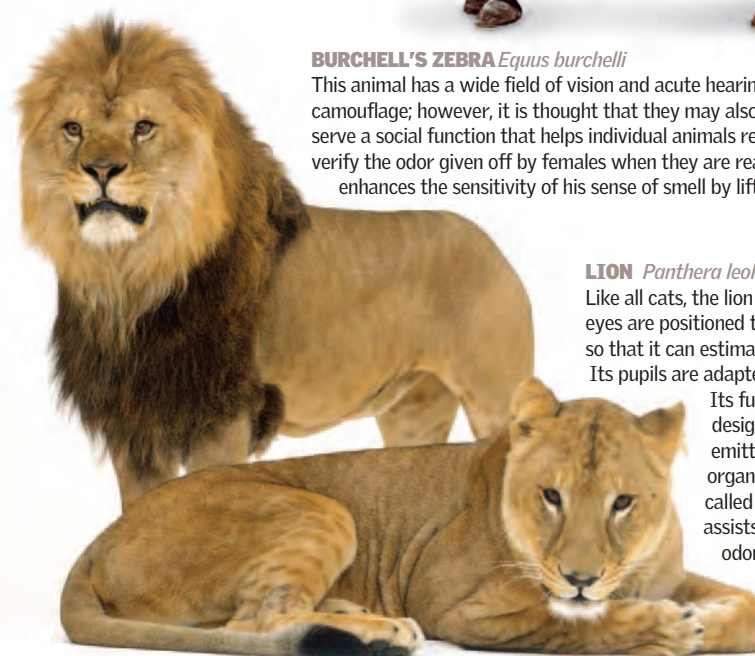 BURCHELL'S ZEBRA Equus burchelli
This animal has a wide field of vision and acute hearin
camouflage; however, it is thought that they may also
serve a social function that helps individual animals re
verify the odor given off by females when they are rea
enhances the sensitivity of his sense of smell by lift
LION Panthera leo
Like all cats, the lion
eyes are positioned t
so that it can estima
Its pupils are adapte
Its fu
desig
emitt
organ
called
assists
odor